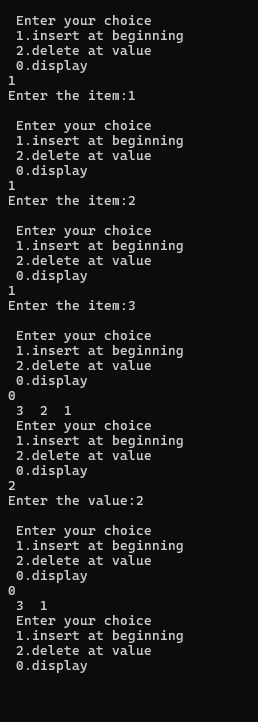 Enter your choice
1.insert at beginning
2.delete at value
0.display
1
Enter the item:1
Enter your choice
1.insert at beginning
2.delete at value
0.display
1
Enter the item:2
Enter your choice
1.insert at beginning
2.delete at value
0.display
1
Enter the item:3
Enter your choice
1.insert at beginning
2.delete at value
0.display
0
3  2  1
Enter your choice
1.insert at beginning
2.delete at value
0.display
2
Enter the value:2
Enter your choice
1.insert at beginning
2.delete at value
0.display
0
3  1
Enter your choice
1.insert at beginning
2.delete at value
0.display